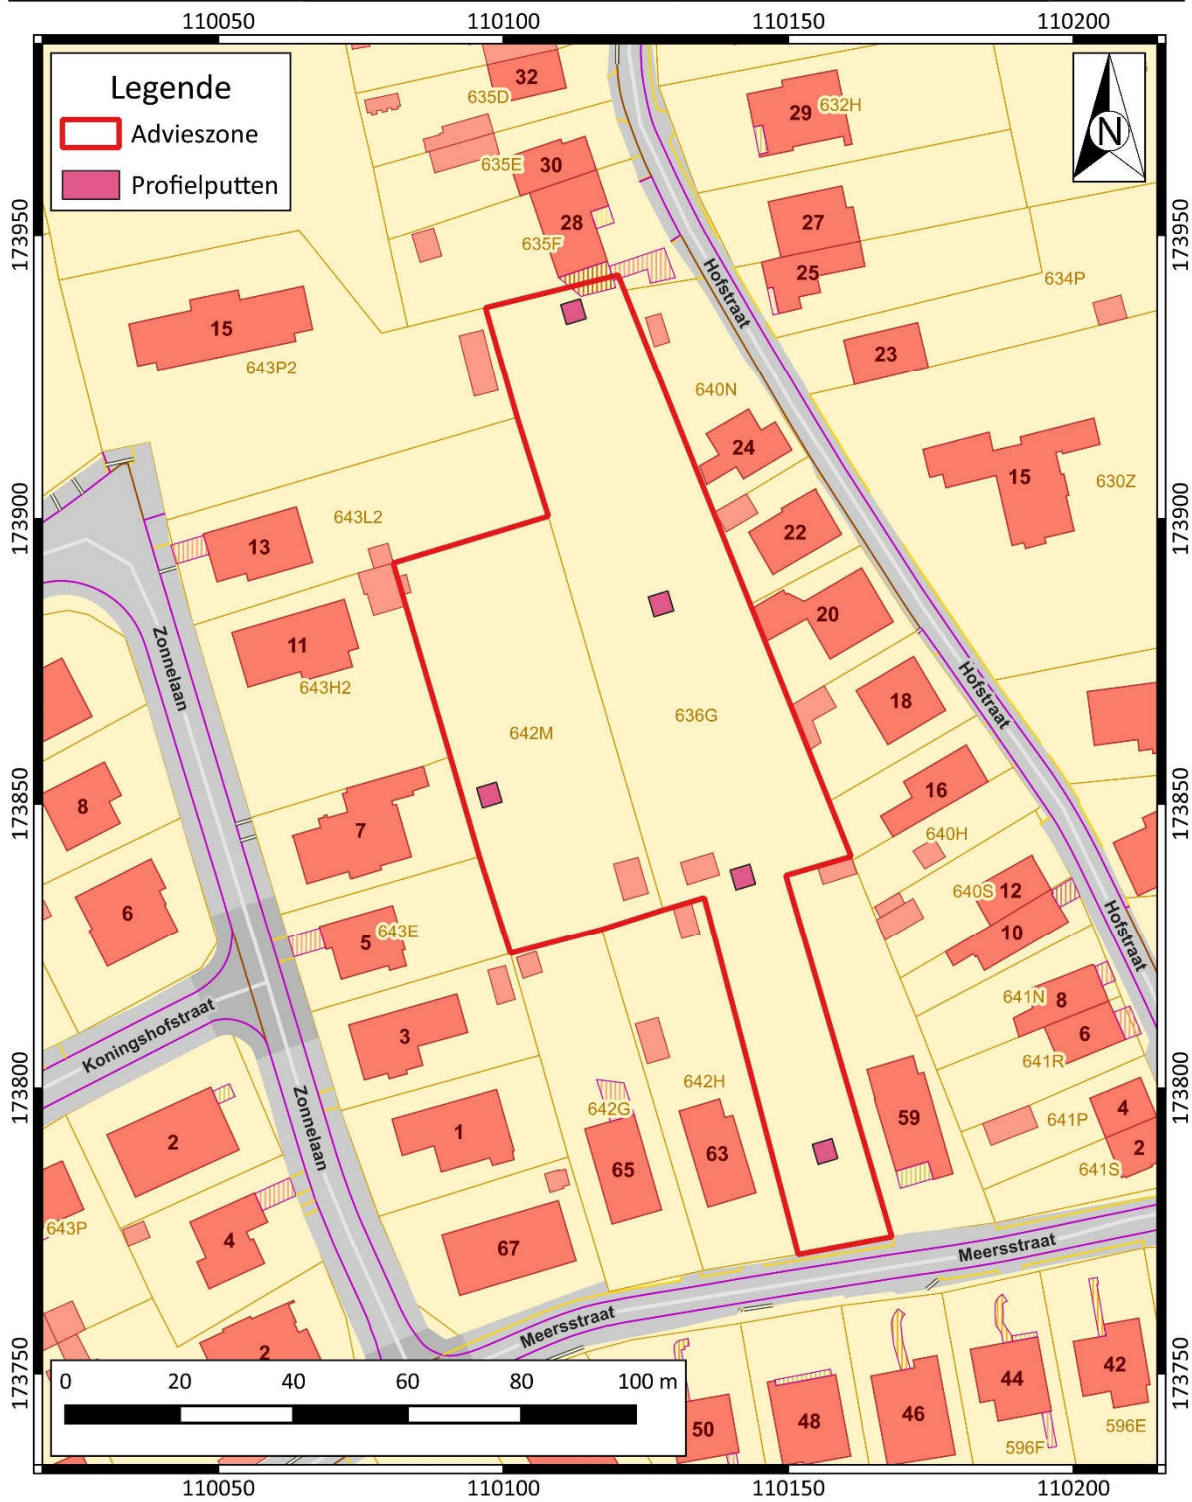 110050 110100 110150 110200
Legende
Advieszone
Profielputten
N
32
635D
29
632H
635E
30
28
635F
27
25
173950
173950
Hofstraat
634P
15
643P2
23
640N
24
15
630Z
643L2
13
22
173900
173900
11
643H2
20
Zonnelaan
Hofstraat
18
636G
642M
16
640H
173850
173850
8
7
640S
12
10
6
5
643E
Hofstraat
641N
8
6
641R
Koningshofstraat
3
642H
642G
59
641P
4
2
641S
173800
173800
2
1
65
63
Zonnelaan
643P
4
67
Meersstraat
Meersstraat
2
42
44
596E
596F
46
48
50
173750
173750
0 20 40 60 80 100 m
110050 110100 110150 110200